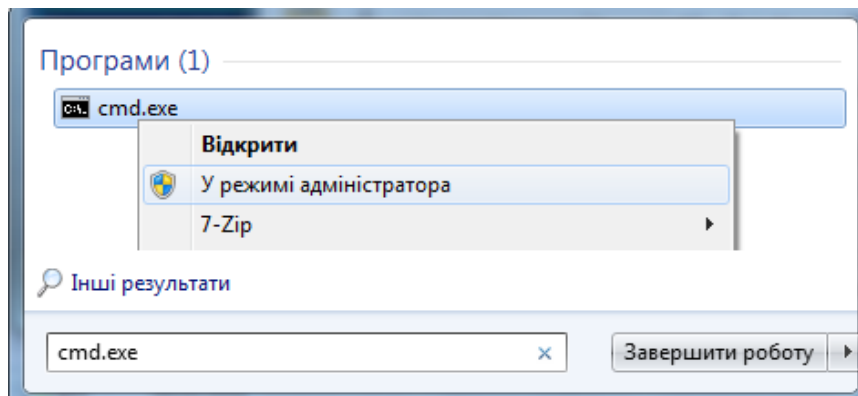 Програми (1)
cmd.exe
Відкрити
У режимі адміністратора
7-Zip
Інші результати
cmd.exe
Завершити роботу